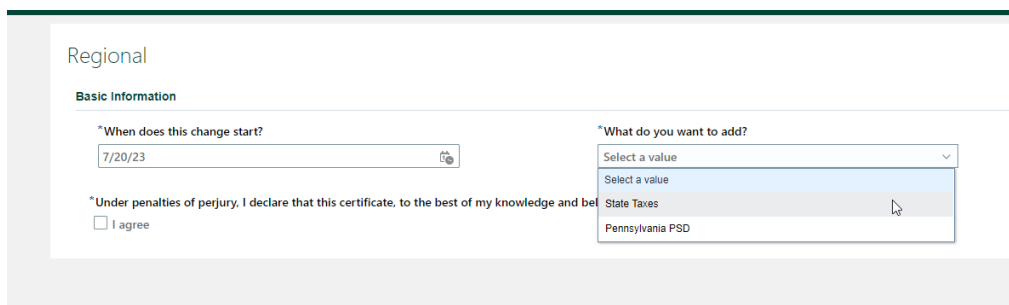 Regional
Basic Information
*When does this change start?
7/20/23
*What do you want to add?
Select a value
Select a value
State Taxes
Pennsylvania PSD
*Under penalties of perjury, I declare that this certificate, to the best of my knowledge and bel
I agree